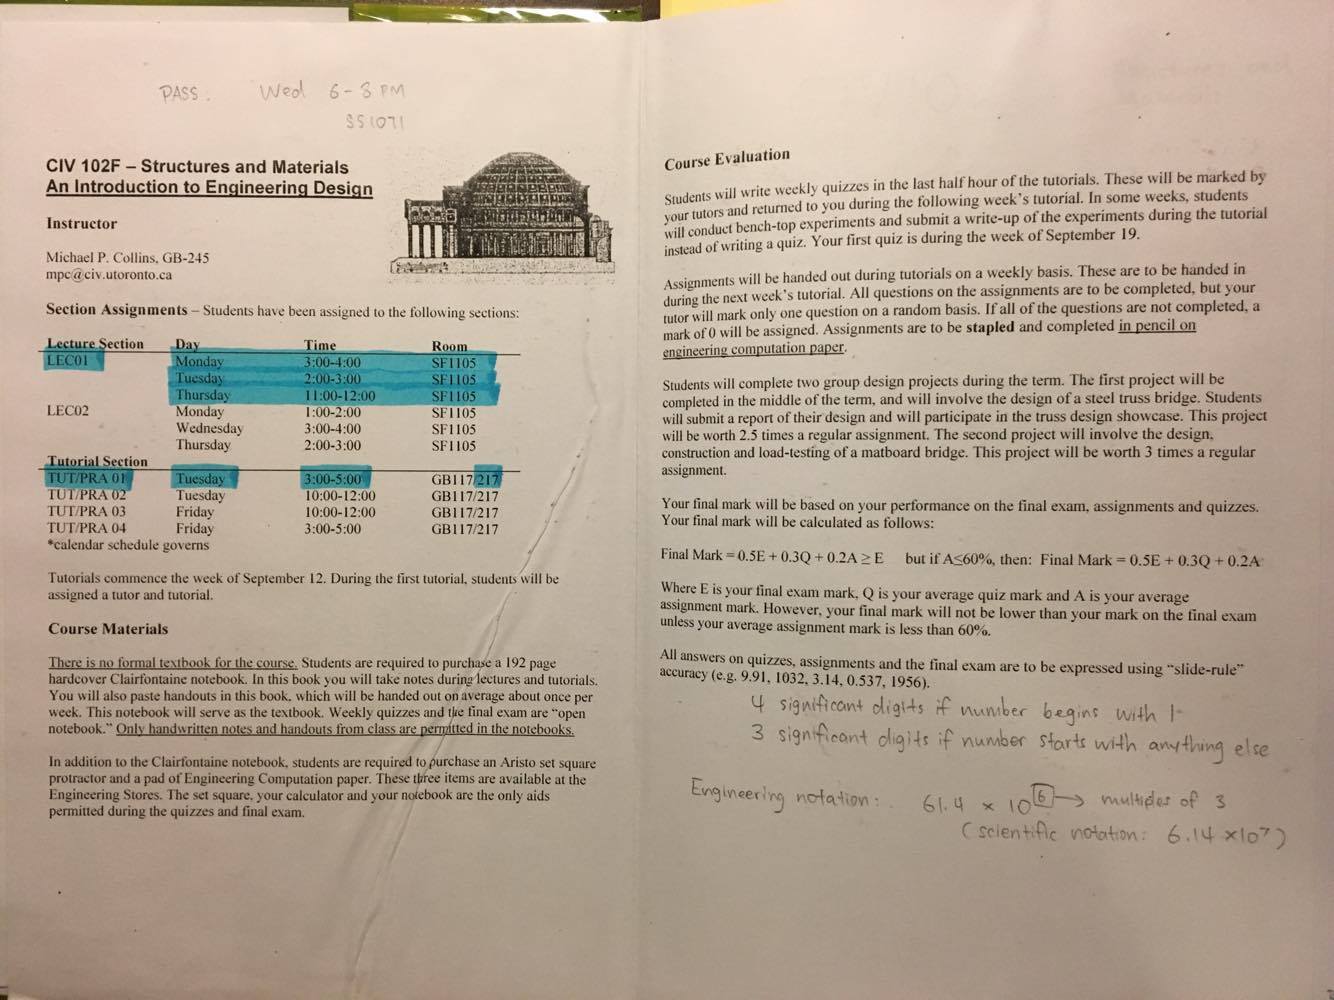 PASS. Wed 6-8 PM
SS1071
CIV 102F – Structures and Materials
An Introduction to Engineering Design
Instructor
Michael P. Collins, GB-245
mpc@civ.utoronto.ca
Section Assignments – Students have been assigned to the following sections:
Lecture Section Day Time Room
LEC01 Monday 3:00-4:00 SF1105
Tuesday 2:00-3:00 SF1105
Thursday 11:00-12:00 SF1105
LEC02 Monday 1:00-2:00 SF1105
Wednesday 3:00-4:00 SF1105
Thursday 2:00-3:00 SF1105
Tutorial Section
TUT/PRA 01 Tuesday 3:00-5:00 GB117/217
TUT/PRA 02 Tuesday 10:00-12:00 GB117/217
TUT/PRA 03 Friday 10:00-12:00 GB117/217
TUT/PRA 04 Friday 3:00-5:00 GB117/217
*calendar schedule governs
Tutorials commence the week of September 12. During the first tutorial, students will be
assigned a tutor and tutorial.
Course Materials
There is no formal textbook for the course. Students are required to purchase a 192 page
hardcover Clairfontaine notebook. In this book you will take notes during lectures and tutorials.
You will also paste handouts in this book, which will be handed out on average about once per
week. This notebook will serve as the textbook. Weekly quizzes and the final exam are “open
notebook.” Only handwritten notes and handouts from class are permitted in the notebooks.
In addition to the Clairfontaine notebook, students are required to purchase an Aristo set square
protractor and a pad of Engineering Computation paper. These three items are available at the
Engineering Stores. The set square, your calculator and your notebook are the only aids
permitted during the quizzes and final exam.
Course Evaluation
Students will write weekly quizzes in the last half hour of the tutorials. These will be marked by
your tutors and returned to you during the following week’s tutorial. In some weeks, students
will conduct bench-top experiments and submit a write-up of the experiments during the tutorial
instead of writing a quiz. Your first quiz is during the week of September 19.
Assignments will be handed out during tutorials on a weekly basis. These are to be handed in
during the next week’s tutorial. All questions on the assignments are to be completed, but your
tutor will mark only one question on a random basis. If all of the questions are not completed, a
mark of 0 will be assigned. Assignments are to be stapled and completed in pencil on
engineering computation paper.
Students will complete two group design projects during the term. The first project will be
completed in the middle of the term, and will involve the design of a steel truss bridge. Students
will submit a report of their design and will participate in the truss design showcase. This project
will be worth 2.5 times a regular assignment. The second project will involve the design,
construction and load-testing of a matboard bridge. This project will be worth 3 times a regular
assignment.
Your final mark will be based on your performance on the final exam, assignments and quizzes.
Your final mark will be calculated as follows:
Final Mark = 0.5E + 0.3Q + 0.2A ≥ E but if A≤60%, then: Final Mark = 0.5E + 0.3Q + 0.2A
Where E is your final exam mark, Q is your average quiz mark and A is your average
assignment mark. However, your final mark will not be lower than your mark on the final exam
unless your average assignment mark is less than 60%.
All answers on quizzes, assignments and the final exam are to be expressed using “slide-rule”
accuracy (e.g. 9.91, 1032, 3.14, 0.537, 1956).
4 significant digits if number begins with 1
3 significant digits if number starts with anything else
Engineering notation: 61.4 × 10⁶ → multiples of 3
(scientific notation: 6.14 ×10⁷)